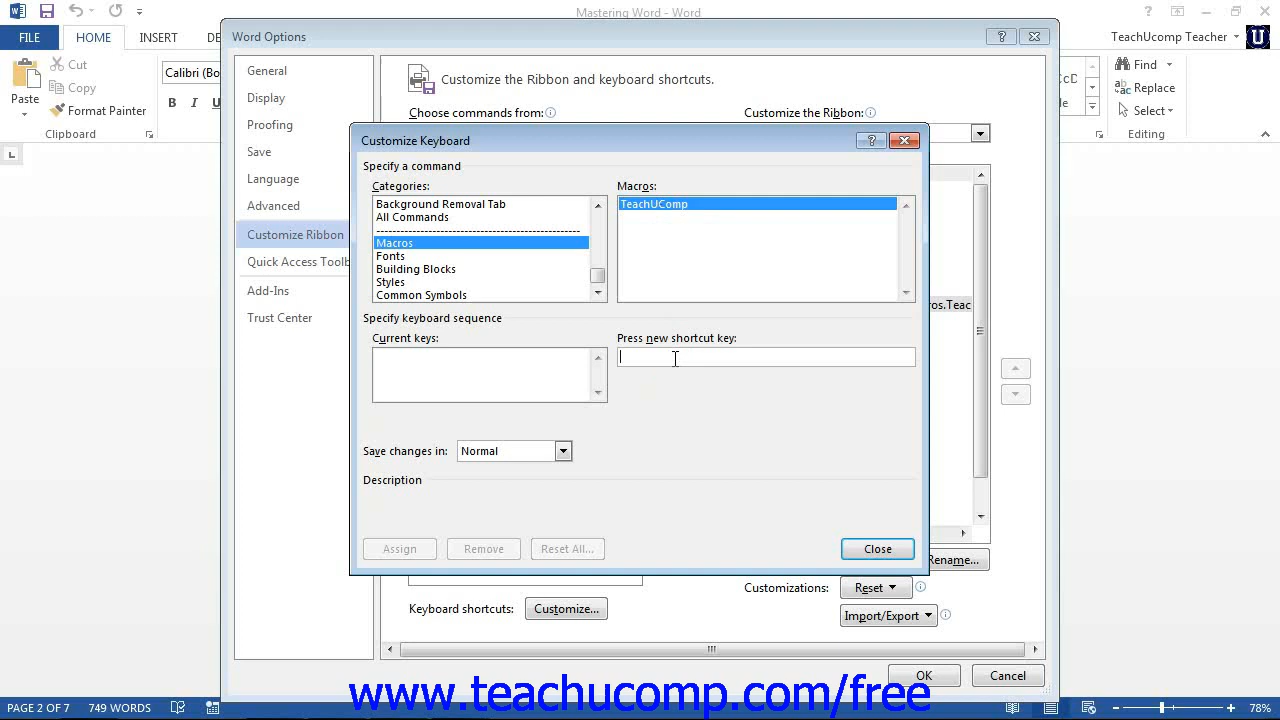 Mastering Word - Word
FILE
HOME
INSERT
DE
TeachUcomp Teacher
Paste
Cut
Copy
Format Painter
Clipboard
Calibri (Bo
B I
Find
Replace
Select
Editing
Word Options
General
Display
Proofing
Save
Language
Advanced
Customize Ribbon
Quick Access Toolb
Add-Ins
Trust Center
Customize the Ribbon and keyboard shortcuts.
Choose commands from:
Customize the Ribbon:
Customize Keyboard
Specify a command
Categories:
Background Removal Tab
All Commands
Macros
Fonts
Building Blocks
Styles
Common Symbols
Macros:
TeachUComp
Specify keyboard sequence
Current keys:
Press new shortcut key:
Save changes in: Normal
Description
Assign
Remove
Reset All...
Close
ros.Teac
Rename...
Customizations: Reset
Import/Export
Keyboard shortcuts: Customize...
OK
Cancel
www.teachucomp.com/free
PAGE 2 OF 7
749 WORDS
78%